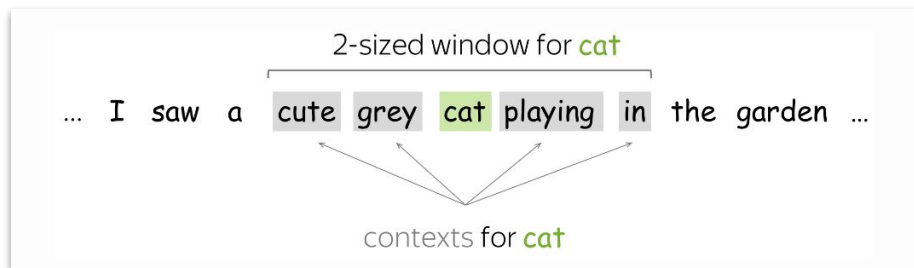 2-sized window for cat
... I saw a cute grey cat playing in the garden ...
contexts for cat